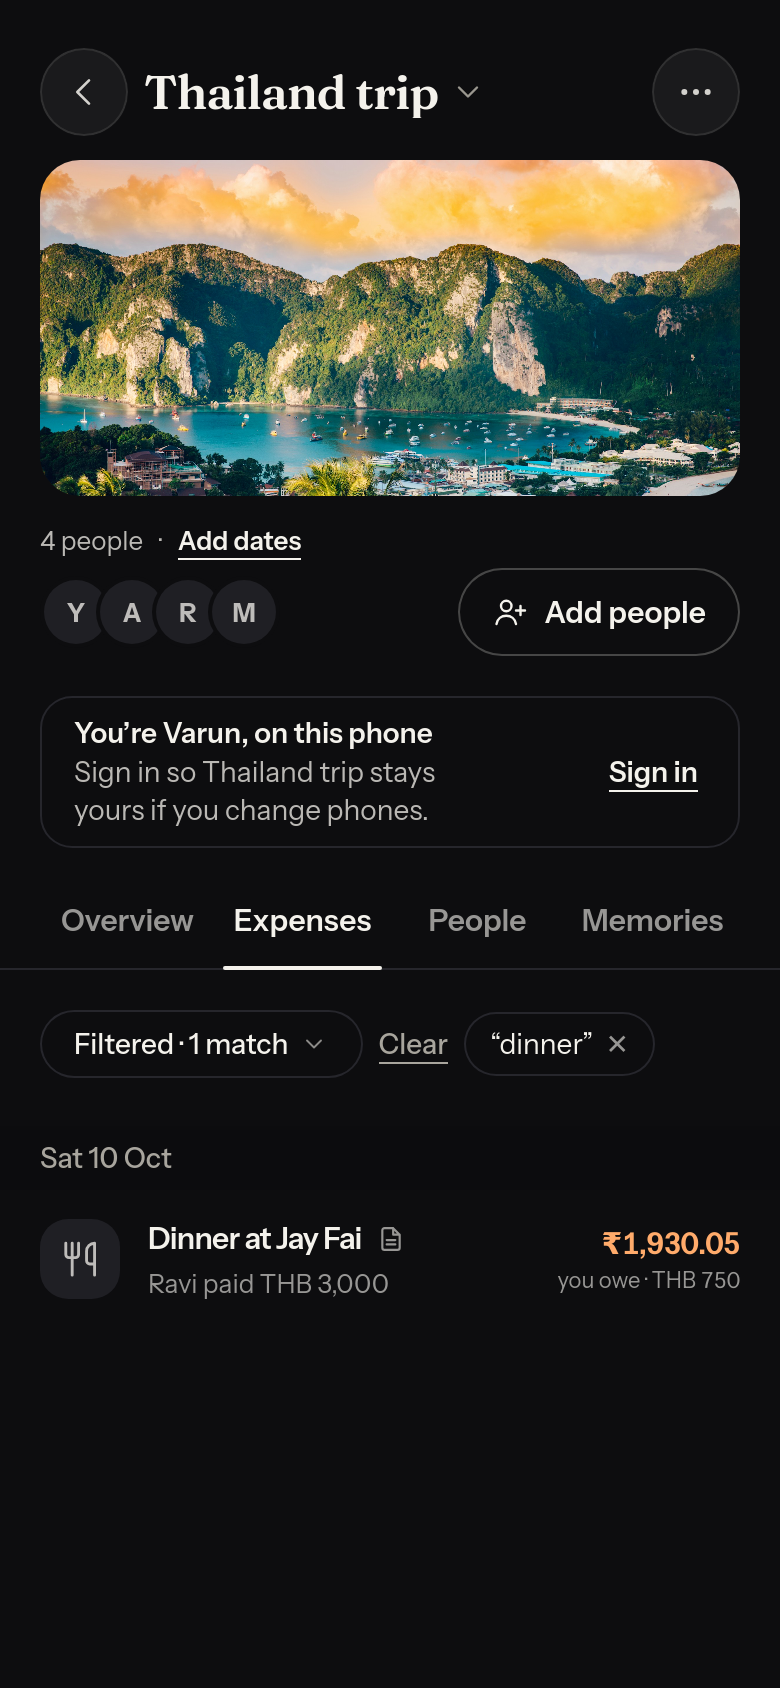 Thailand trip
4 people · Add dates
Y A R M
Add people
You’re Varun, on this phone
Sign in so Thailand trip stays
yours if you change phones.
Sign in
Overview Expenses People Memories
Filtered · 1 match Clear “dinner” ✕
Sat 10 Oct
Dinner at Jay Fai
₹1,930.05
Ravi paid THB 3,000
you owe · THB 750